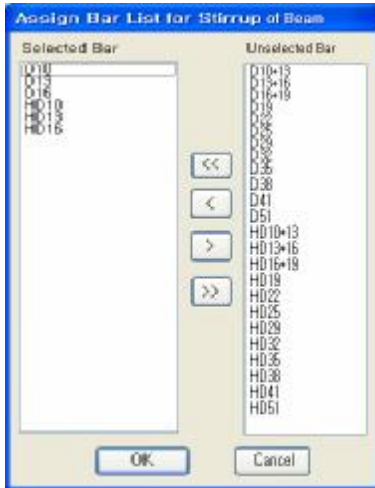 Assign Bar List for Stirrup of Beam
Selected Bar
D10
D13
D16
HD10
HD13
HD16
<<
<
>
>>
Unselected Bar
D10+13
D13+16
D16+19
D19
D22
D25
D29
D32
D35
D38
D41
D51
HD10+13
HD13+16
HD16+19
HD19
HD22
HD25
HD29
HD32
HD35
HD38
HD41
HD51
OK
Cancel